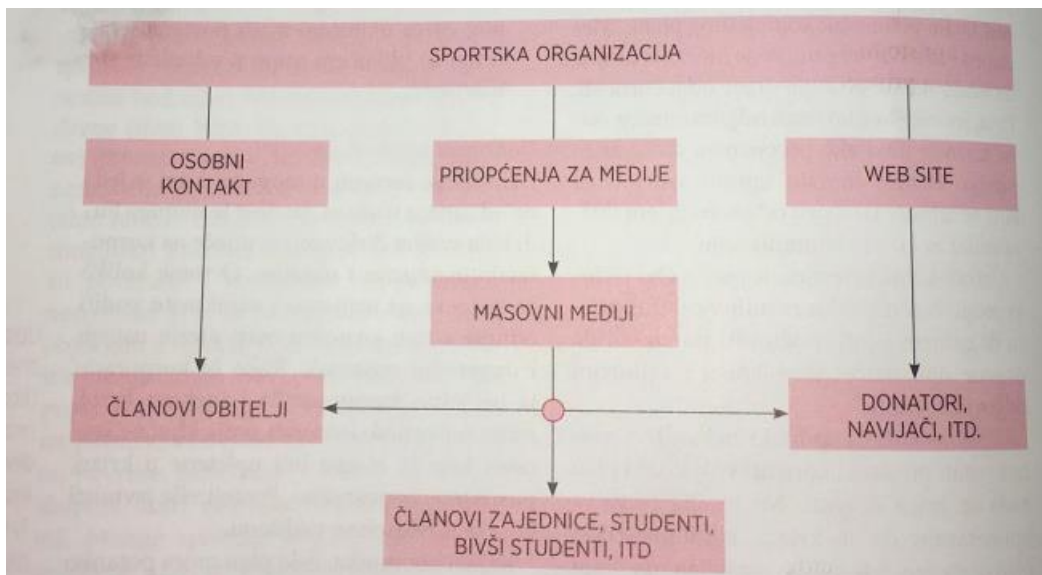 SPORTSKA ORGANIZACIJA
OSOBNI
KONTAKT
PRIOPĆENJA ZA MEDIJE
WEB SITE
MASOVNI MEDIJI
ČLANOVI OBITELJI
DONATORI,
NAVIJAČI, ITD.
ČLANOVI ZAJEDNICE, STUDENTI,
BIVŠI STUDENTI, ITD